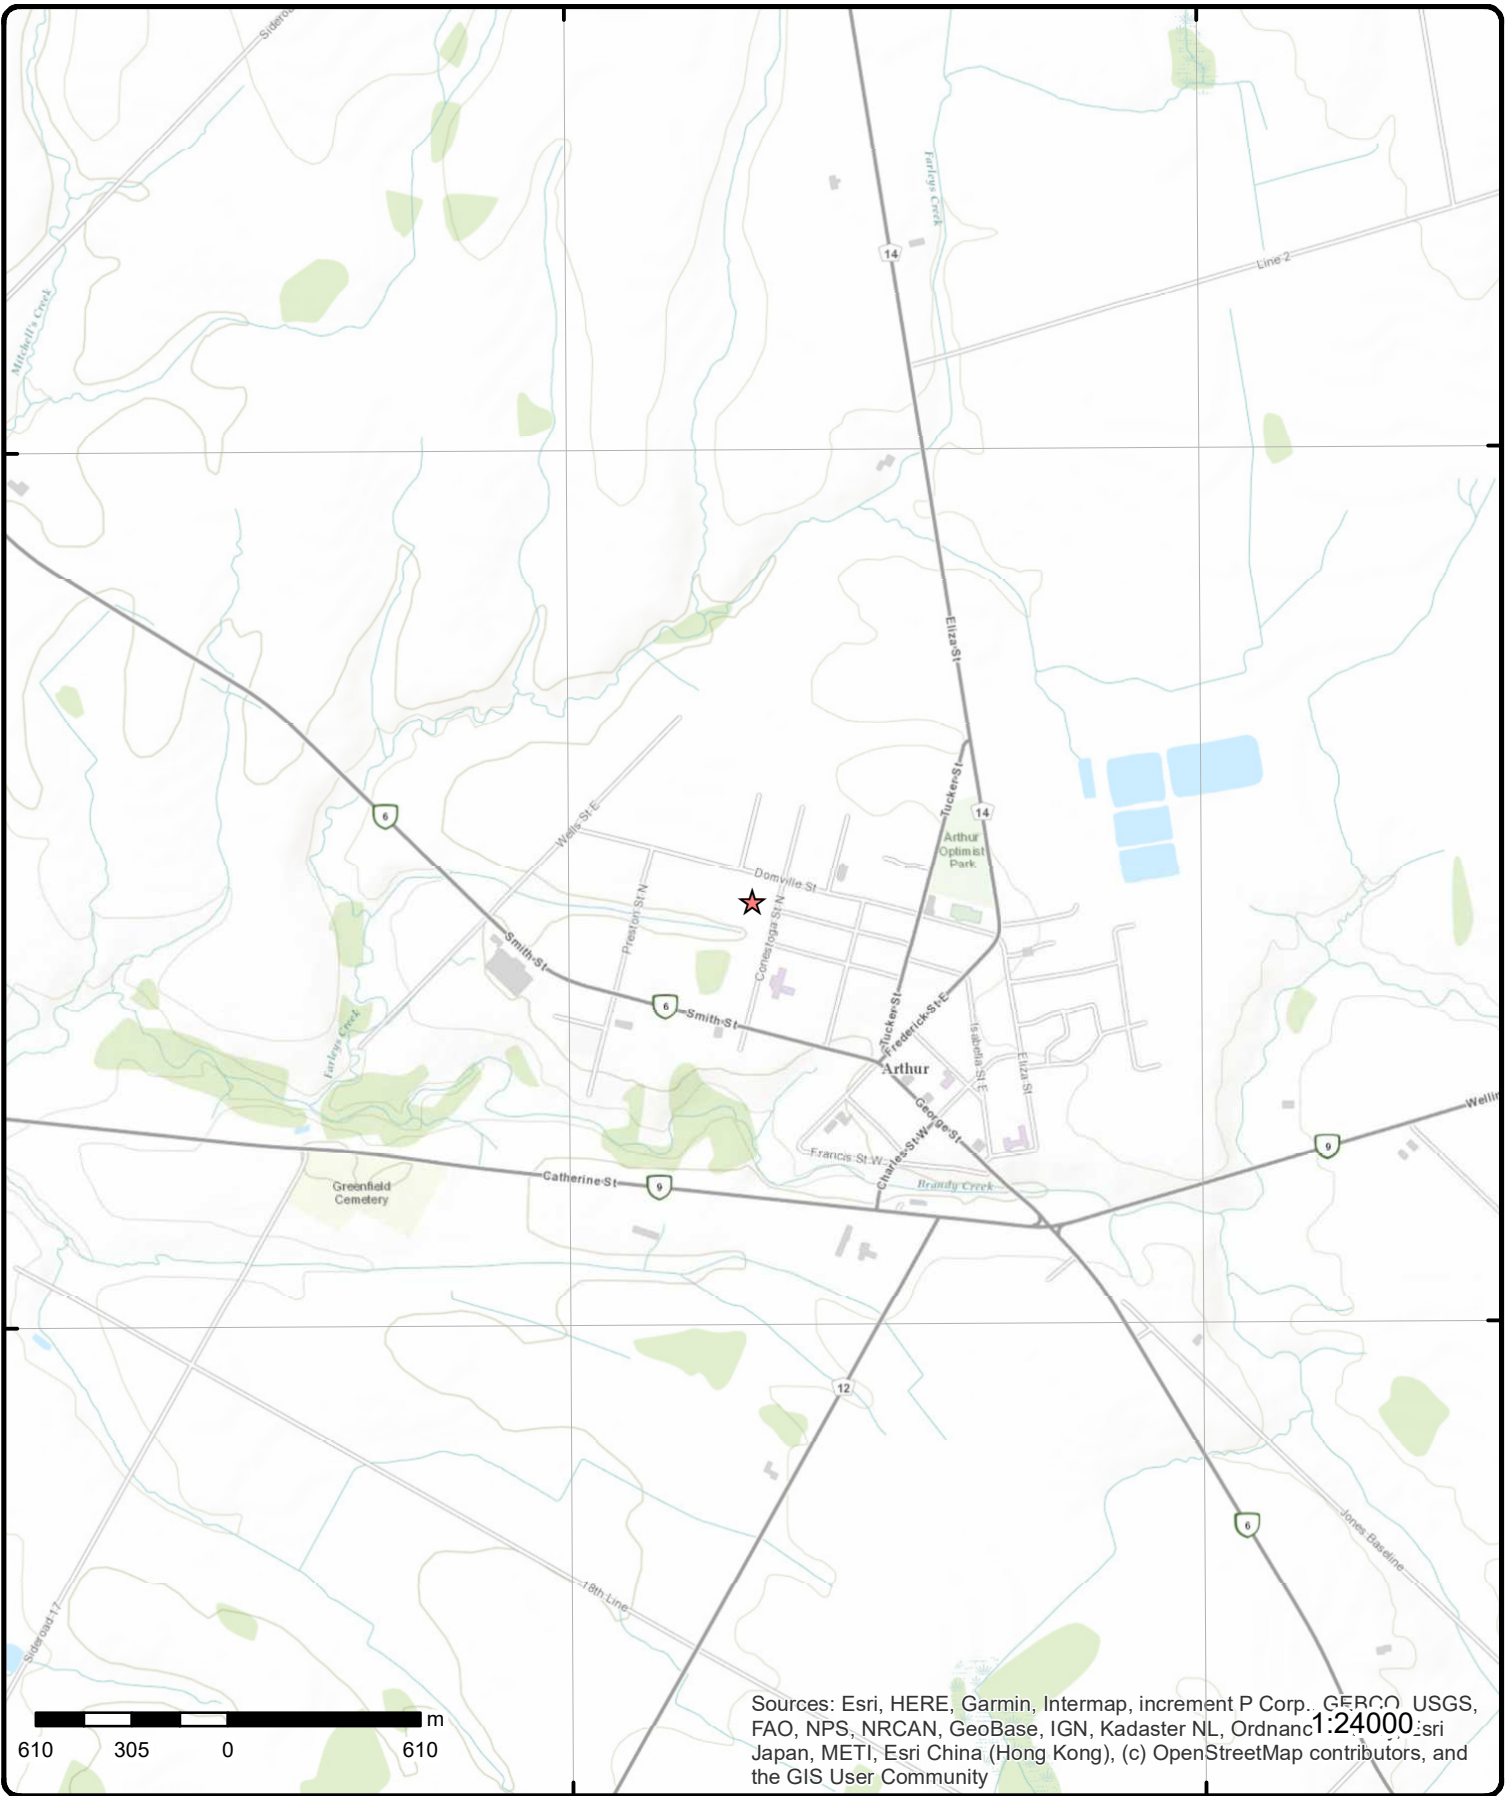 Sideroa
Farleys Creek
14
Line 2
Mitchell's Creek
Eliza St
Tucker St
14
6
Wells St E
Arthur
Optimist
Park
Domville St
Preston St N
Conestoga St N
Smith St
6
Smith St
Tucker St
Frederick St E
Isabella St E
Eliza St
Farleys Creek
Arthur
George St
Charles St W
Francis St W
Wellin
9
Brandy Creek
Catherine St
9
Greenfield
Cemetery
12
6
Jones Baseline
18th Line
Sideroad 17
610 305 0 610 m
Sources: Esri, HERE, Garmin, Intermap, increment P Corp., GEBCO, USGS,
FAO, NPS, NRCAN, GeoBase, IGN, Kadaster NL, Ordnanc Esri
Japan, METI, Esri China (Hong Kong), (c) OpenStreetMap contributors, and
the GIS User Community
1:24000